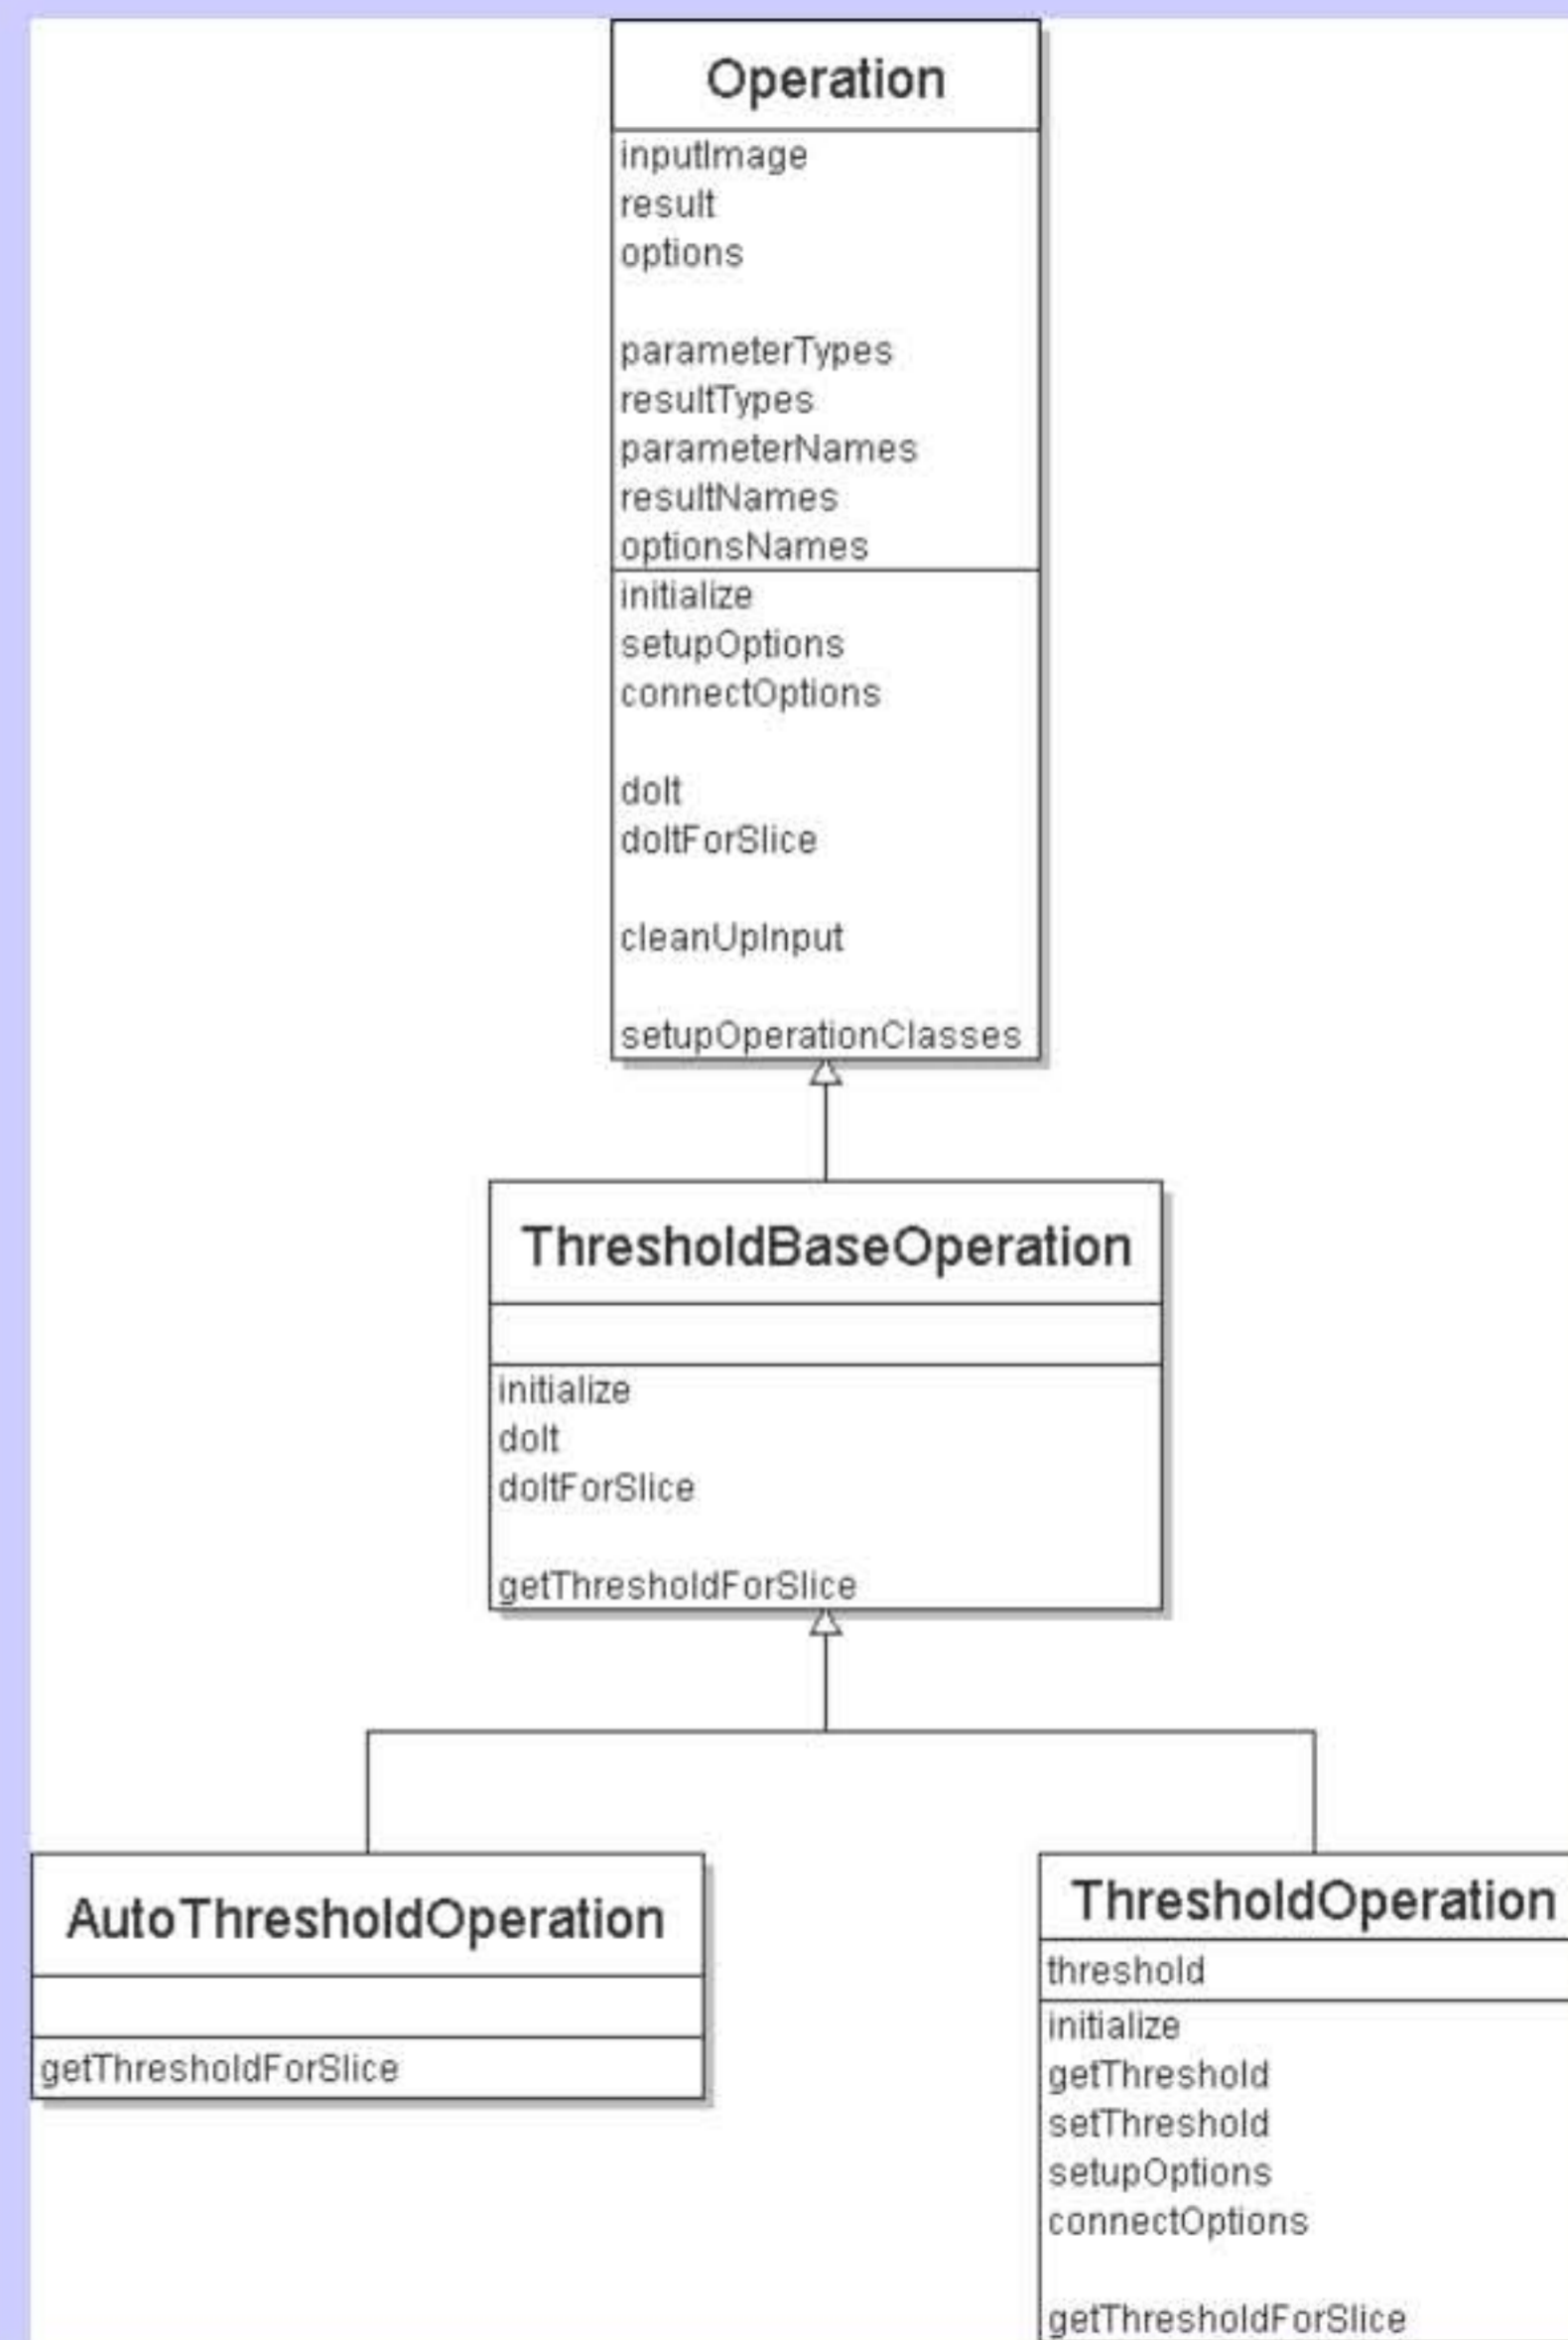 Operation
inputImage
result
options
parameterTypes
resultTypes
parameterNames
resultNames
optionsNames
initialize
setupOptions
connectOptions
doIt
doItForSlice
cleanUpInput
setupOperationClasses
ThresholdBaseOperation
initialize
doIt
doItForSlice
getThresholdForSlice
AutoThresholdOperation
getThresholdForSlice
ThresholdOperation
threshold
initialize
getThreshold
setThreshold
setupOptions
connectOptions
getThresholdForSlice